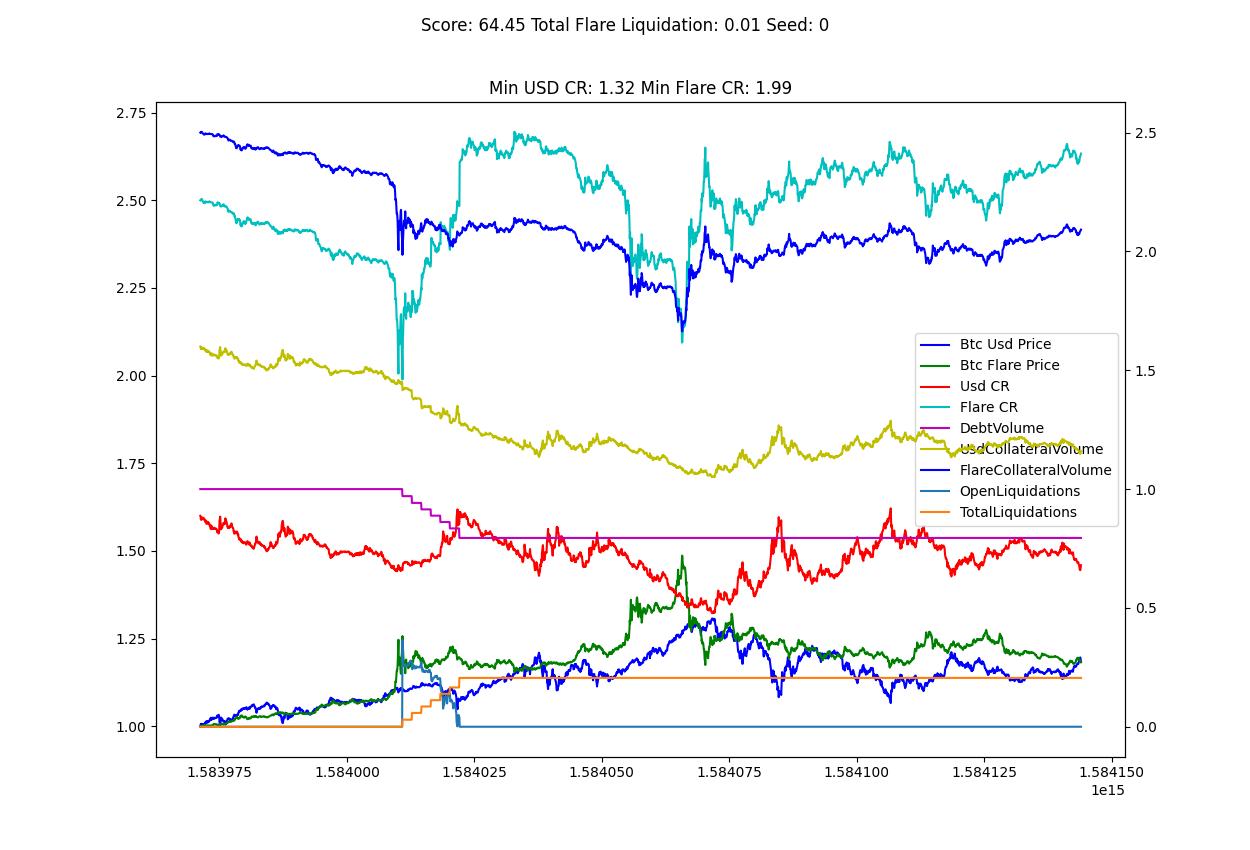 Score: 64.45 Total Flare Liquidation: 0.01 Seed: 0
Min USD CR: 1.32 Min Flare CR: 1.99
2.75
2.50
2.25
2.00
1.75
1.50
1.25
1.00
2.5
2.0
1.5
1.0
0.5
0.0
Btc Usd Price
Btc Flare Price
Usd CR
Flare CR
DebtVolume
UsdCollateralVolume
FlareCollateralVolume
OpenLiquidations
TotalLiquidations
1.583975 1.584000 1.584025 1.584050 1.584075 1.584100 1.584125 1.584150
1e15